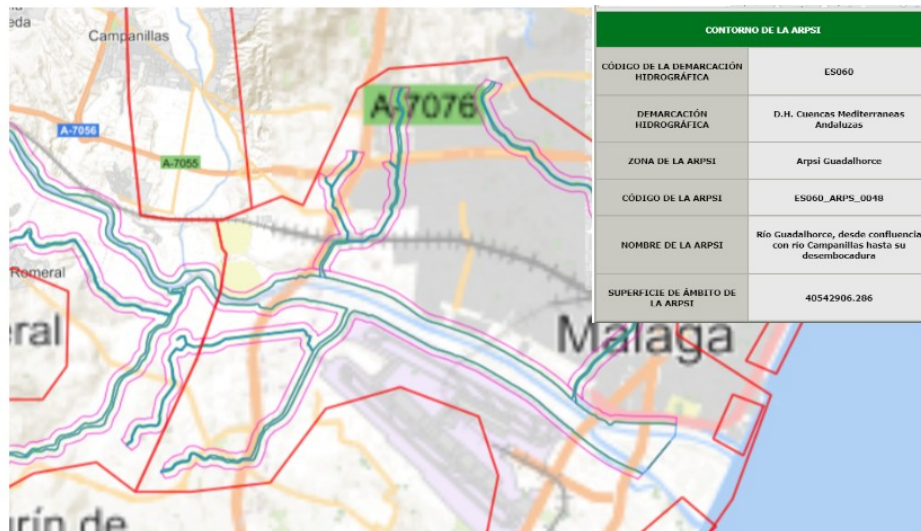 eda
Campanillas
A-7076
A-7056
A-7055
Romeral
ral
Málaga
urín de
CONTORNO DE LA ARPSI
CÓDIGO DE LA DEMARCACIÓN
HIDROGRÁFICA
ES060
DEMARCACIÓN
HIDROGRÁFICA
D.H. Cuencas Mediterraneas
Andaluzas
ZONA DE LA ARPSI
Arpsi Guadalhorce
CÓDIGO DE LA ARPSI
ES060_ARPS_0048
NOMBRE DE LA ARPSI
Río Guadalhorce, desde confluencia
con río Campanillas hasta su
desembocadura
SUPERFICIE DE ÁMBITO DE
LA ARPSI
40542906.286